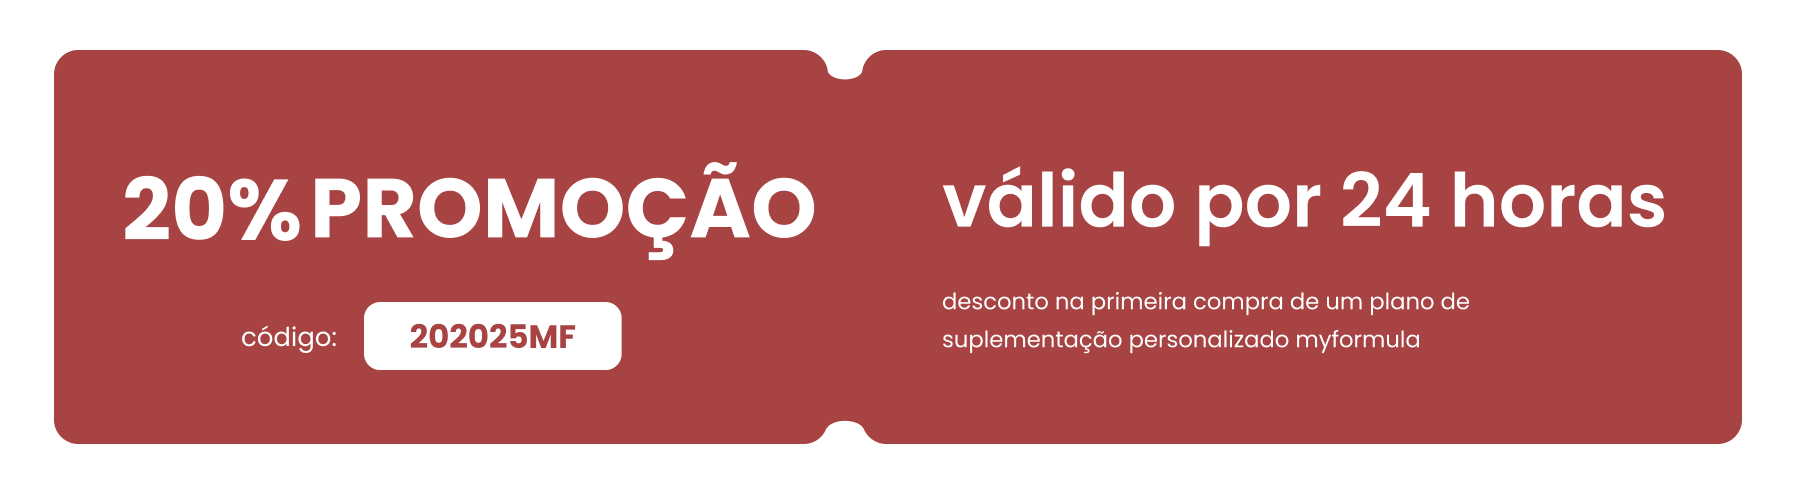 20% PROMOÇÃO
código: 202025MF
válido por 24 horas
desconto na primeira compra de um plano de
suplementação personalizado myformula